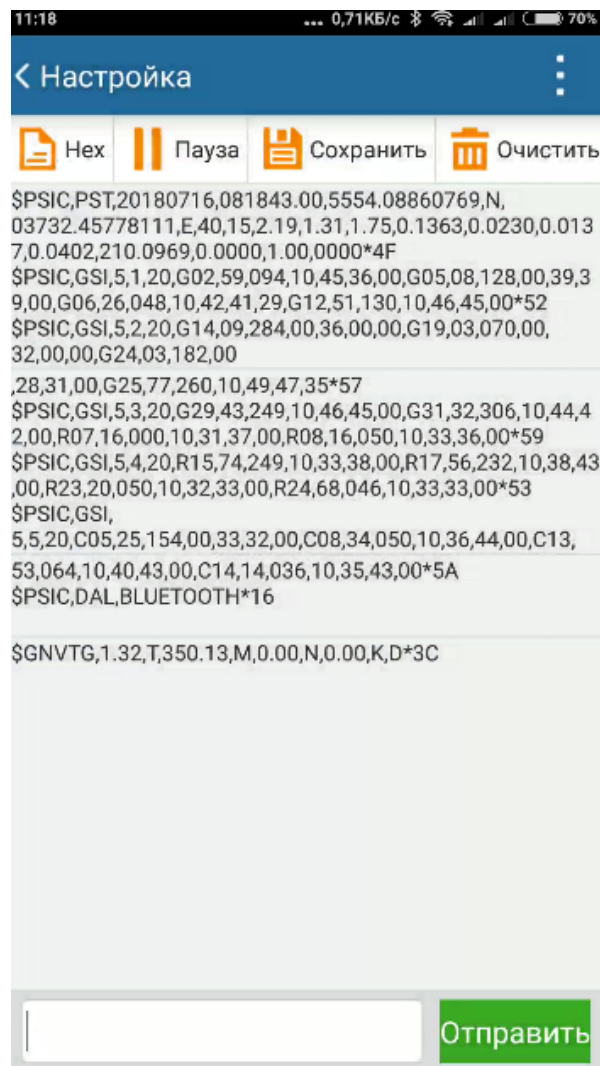 11:18
... 0,71КБ/с
70%
Настройка
Hex
Пауза
Сохранить
Очистить
$PSIC,PST,20180716,081843.00,5554.08860769,N,
03732.45778111,E,40,15,2.19,1.31,1.75,0.1363,0.0230,0.013
7,0.0402,210.0969,0.0000,1.00,0000*4F
$PSIC,GSI,5,1,20,G02,59,094,10,45,36,00,G05,08,128,00,39,3
9,00,G06,26,048,10,42,41,29,G12,51,130,10,46,45,00*52
$PSIC,GSI,5,2,20,G14,09,284,00,36,00,00,G19,03,070,00,
32,00,00,G24,03,182,00
,28,31,00,G25,77,260,10,49,47,35*57
$PSIC,GSI,5,3,20,G29,43,249,10,46,45,00,G31,32,306,10,44,4
2,00,R07,16,000,10,31,37,00,R08,16,050,10,33,36,00*59
$PSIC,GSI,5,4,20,R15,74,249,10,33,38,00,R17,56,232,10,38,43
,00,R23,20,050,10,32,33,00,R24,68,046,10,33,33,00*53
$PSIC,GSI,
5,5,20,C05,25,154,00,33,32,00,C08,34,050,10,36,44,00,C13,
53,064,10,40,43,00,C14,14,036,10,35,43,00*5A
$PSIC,DAL,BLUETOOTH*16
$GNVTG,1.32,T,350.13,M,0.00,N,0.00,K,D*3C
Отправить